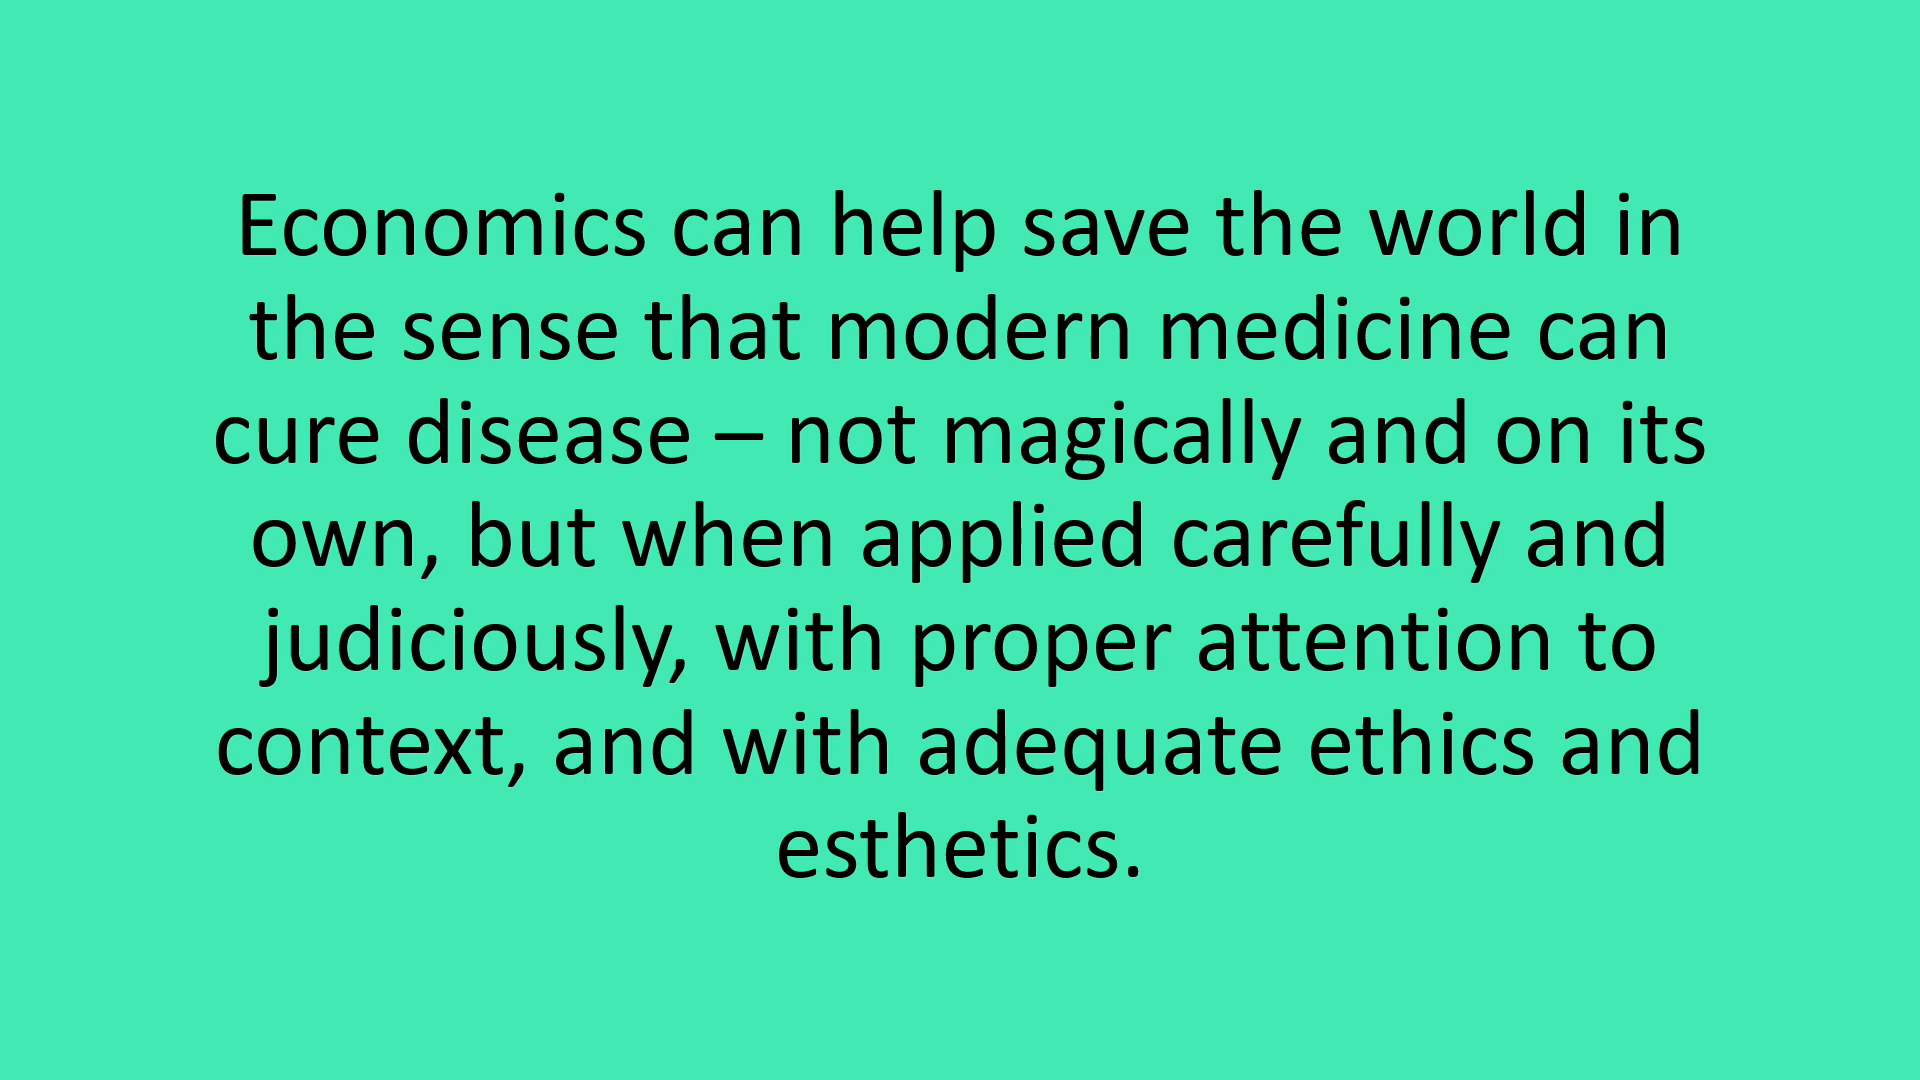 Economics can help save the world in
the sense that modern medicine can
cure disease – not magically and on its
own, but when applied carefully and
judiciously, with proper attention to
context, and with adequate ethics and
esthetics.